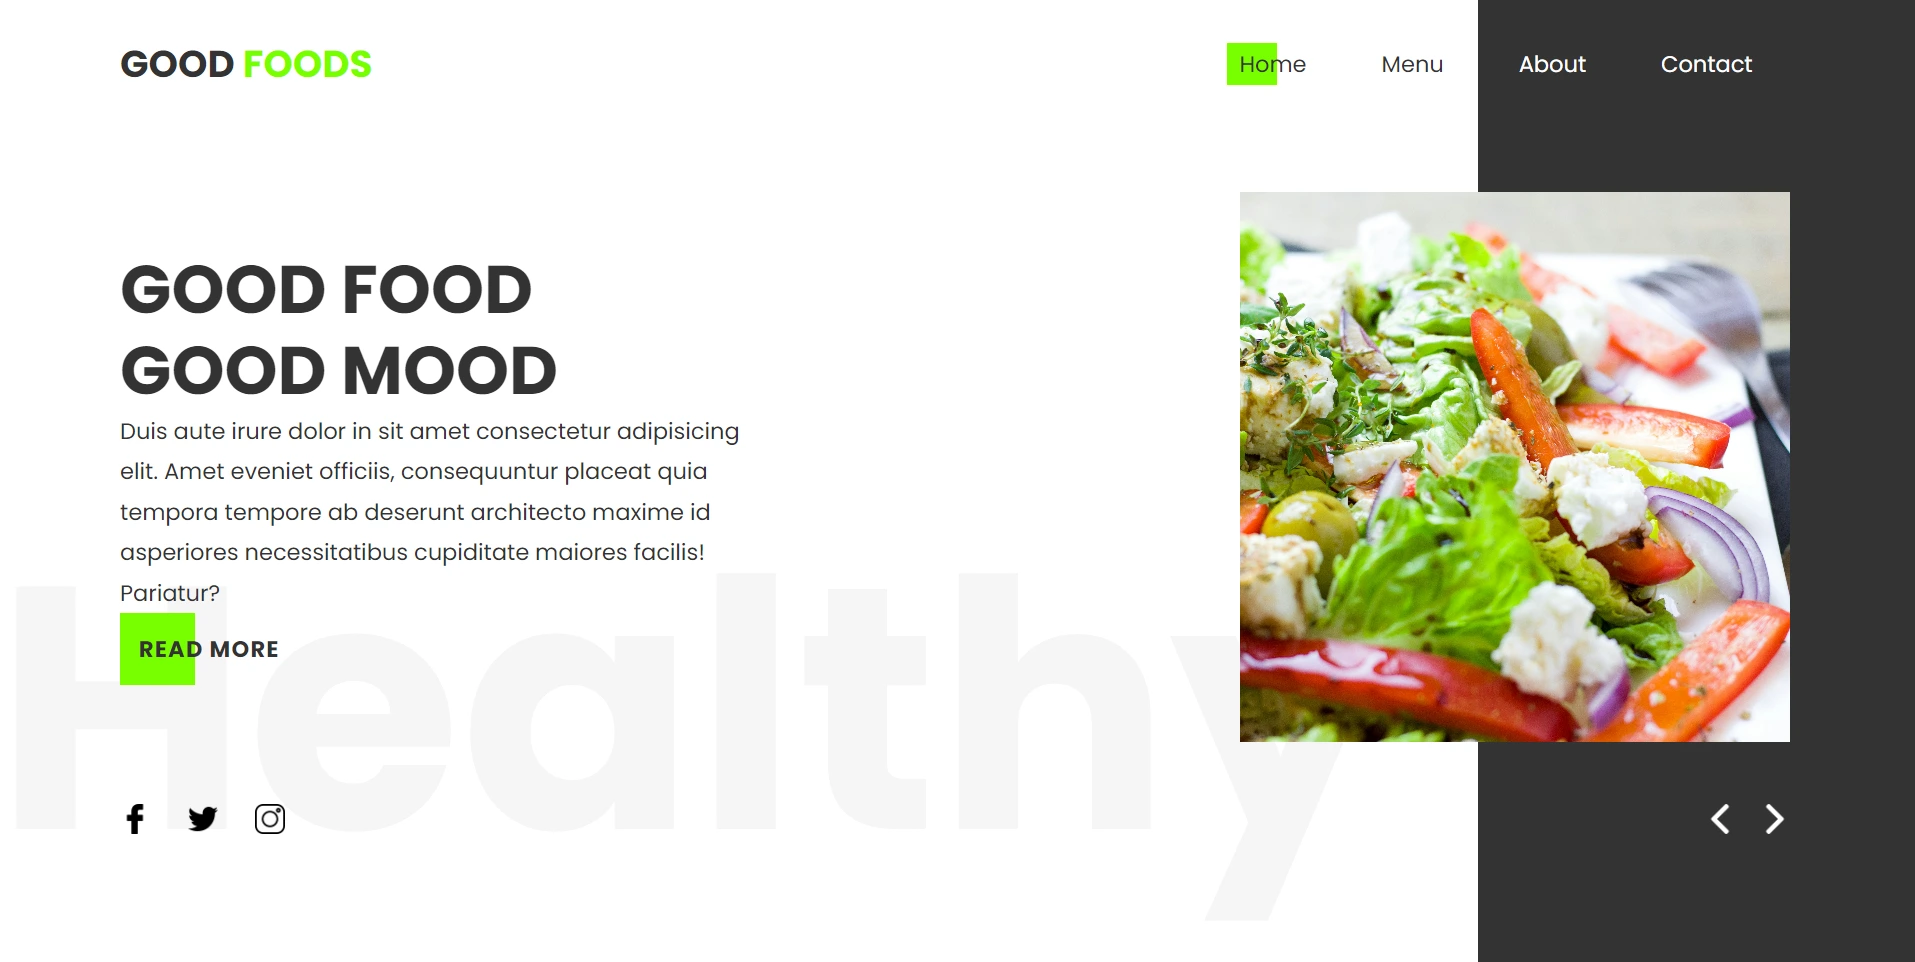 GOOD FOODS
Home Menu About Contact
GOOD FOOD
GOOD MOOD
Duis aute irure dolor in sit amet consectetur adipisicing
elit. Amet eveniet officiis, consequuntur placeat quia
tempora tempore ab deserunt architecto maxime id
asperiores necessitatibus cupiditate maiores facilis!
Pariatur?
READ MORE
Healthy